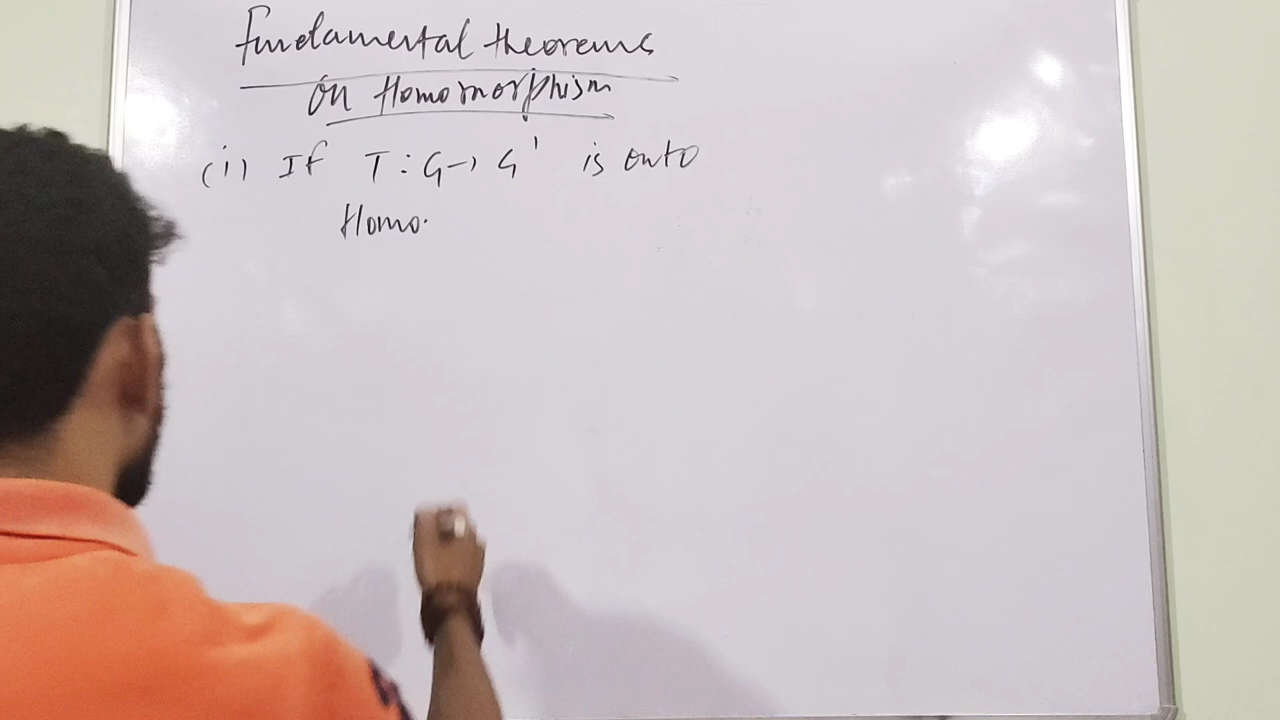 Fundamental theorems
on Homomorphism
(i) If T : G → G' is onto
Homo.